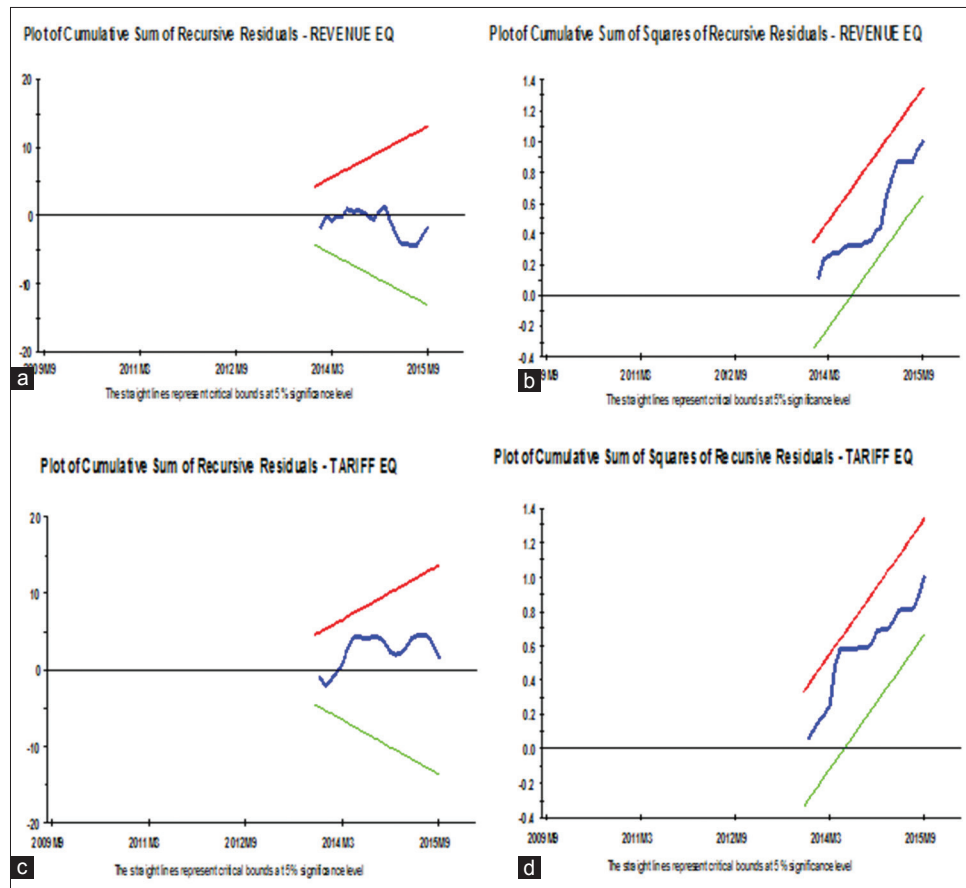 Plot of Cumulative Sum of Recursive Residuals - REVENUE EQ
20
10
0
-10
-20
2009M9 2011M3 2012M9 2014M3 2015M9
The straight lines represent critical bounds at 5% significance level
a
Plot of Cumulative Sum of Squares of Recursive Residuals - REVENUE EQ
1.4
1.2
1.0
0.8
0.6
0.4
0.2
0.0
-0.2
-0.4
2009M9 2011M3 2012M9 2014M3 2015M9
The straight lines represent critical bounds at 5% significance level
b
Plot of Cumulative Sum of Recursive Residuals - TARIFF EQ
20
10
0
-10
-20
2009M9 2011M3 2012M9 2014M3 2015M9
The straight lines represent critical bounds at 5% significance level
c
Plot of Cumulative Sum of Squares of Recursive Residuals - TARIFF EQ
1.4
1.2
1.0
0.8
0.6
0.4
0.2
0.0
-0.2
-0.4
2009M9 2011M3 2012M9 2014M3 2015M9
The straight lines represent critical bounds at 5% significance level
d